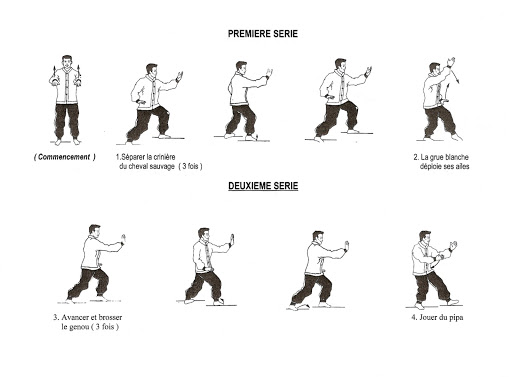 PREMIERE SERIE
( Commencement )
1.Séparer la crinière
du cheval sauvage ( 3 fois )
2. La grue blanche
déploie ses ailes
DEUXIEME SERIE
3. Avancer et brosser
le genou ( 3 fois )
4. Jouer du pipa